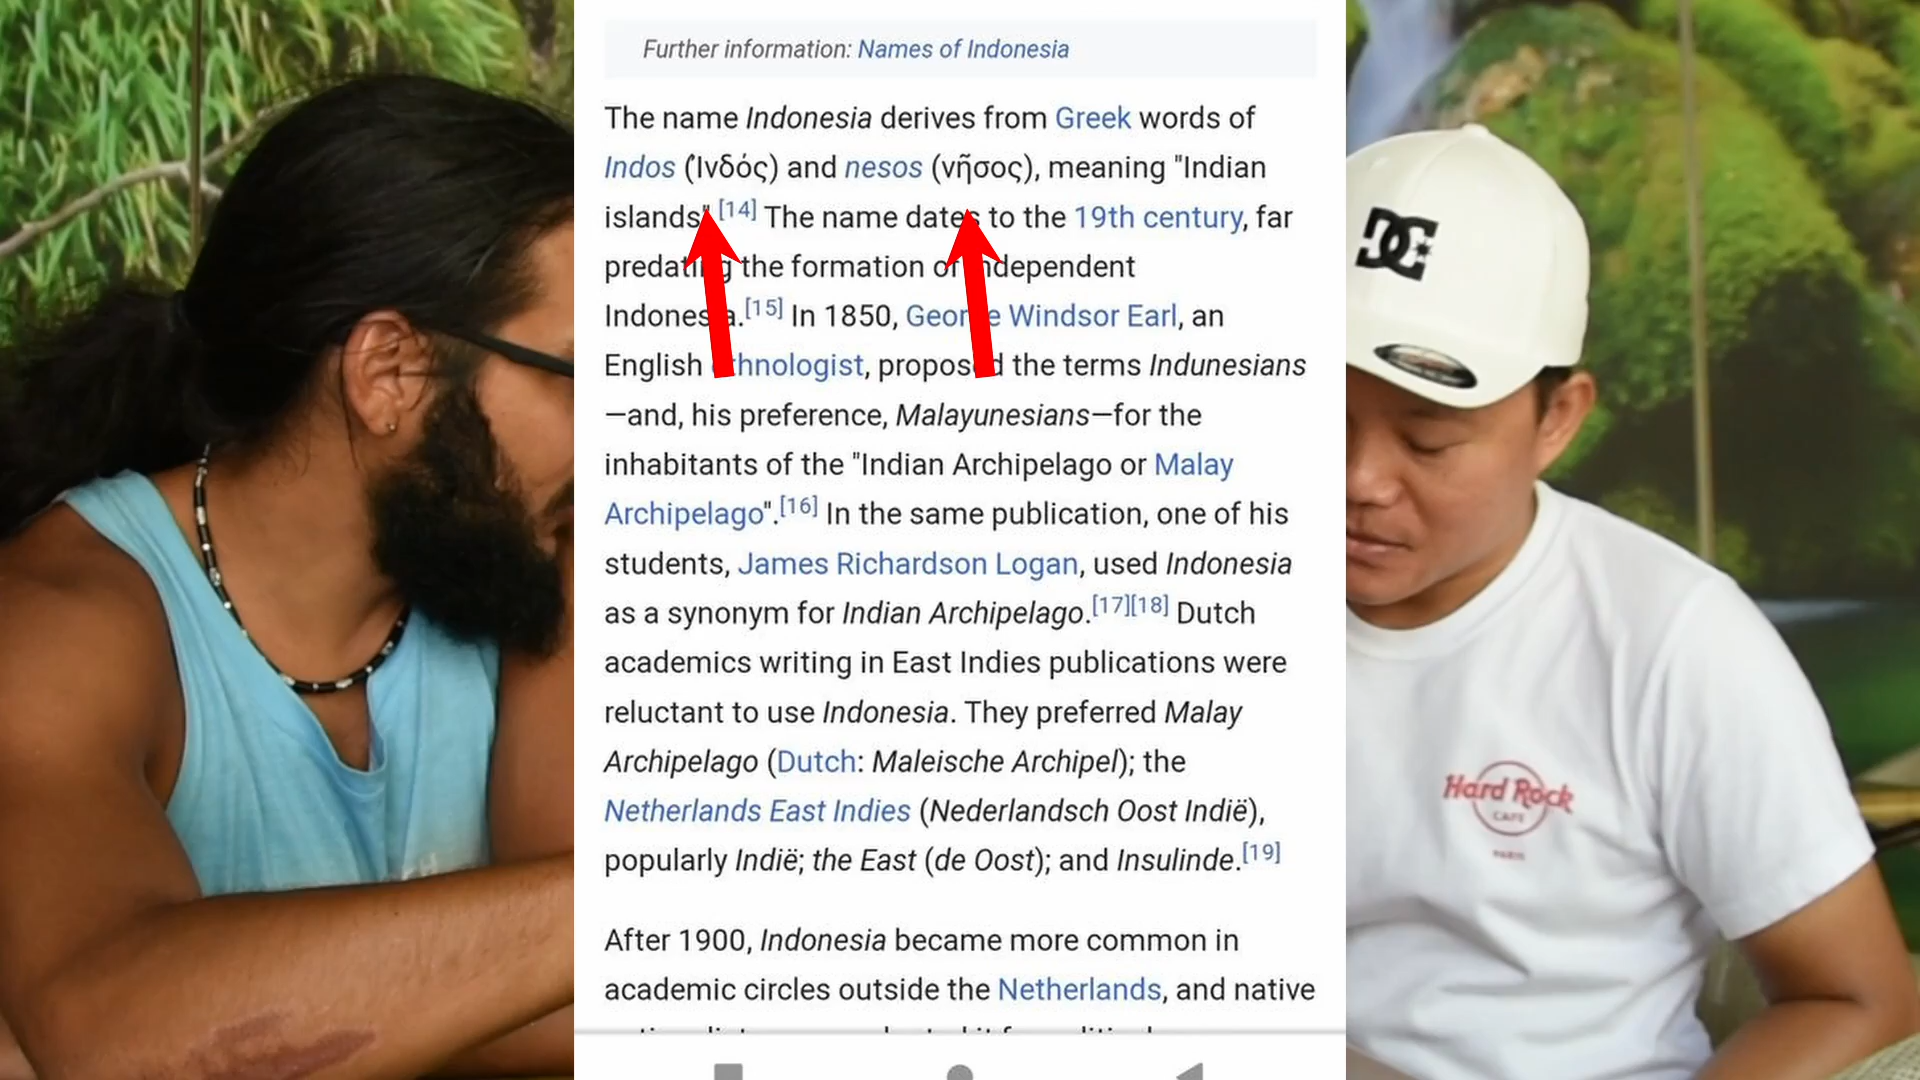 Further information: Names of Indonesia
The name Indonesia derives from Greek words of
Indos (Ἰνδός) and nesos (νῆσος), meaning "Indian
islands".[14] The name dates to the 19th century, far
predating the formation of independent
Indonesia.[15] In 1850, George Windsor Earl, an
English ethnologist, proposed the terms Indunesians
—and, his preference, Malayunesians—for the
inhabitants of the "Indian Archipelago or Malay
Archipelago".[16] In the same publication, one of his
students, James Richardson Logan, used Indonesia
as a synonym for Indian Archipelago.[17][18] Dutch
academics writing in East Indies publications were
reluctant to use Indonesia. They preferred Malay
Archipelago (Dutch: Maleische Archipel); the
Netherlands East Indies (Nederlandsch Oost Indië),
popularly Indië; the East (de Oost); and Insulinde.[19]
After 1900, Indonesia became more common in
academic circles outside the Netherlands, and native
DC
Hard Rock
CAFE
PARIS